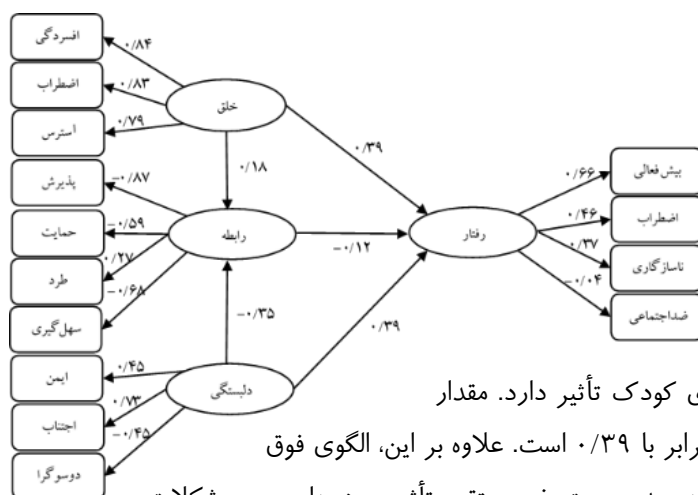 افسردگی
۰/۸۴
اضطراب
۰/۸۳
استرس
۰/۷۹
خلق
۰/۳۹
۰/۱۸
پذیرش
−۰/۸۷
حمایت
−۰/۵۹
طرد
۰/۲۷
سهل‌گیری
−۰/۶۵
رابطه
−۰/۱۲
رفتار
بیش‌فعالی
۰/۶۶
اضطراب
۰/۴۶
ناسازگاری
۰/۳۷
ضداجتماعی
−۰/۰۴
−۰/۳۵
۰/۳۹
ایمن
۰/۴۵
اجتناب
۰/۷۳
دوسوگرا
−۰/۴۵
دلبستگی
ی کودک تأثیر دارد. مقدار
رابر با ۰/۳۹ است. علاوه بر این، الگوی فوق